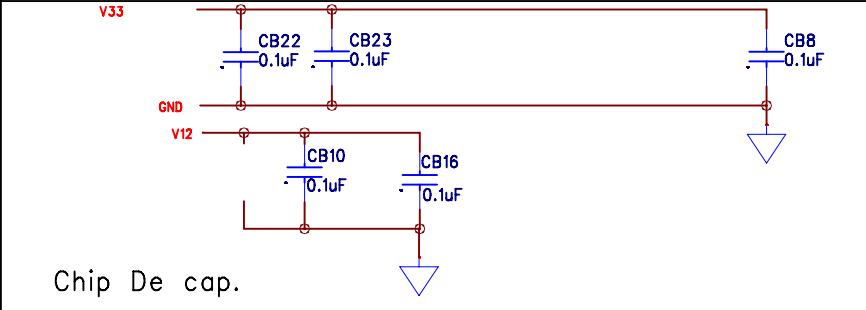 V33
CB22
0.1uF
CB23
0.1uF
CB8
0.1uF
GND
V12
CB10
0.1uF
CB16
0.1uF
Chip De cap.